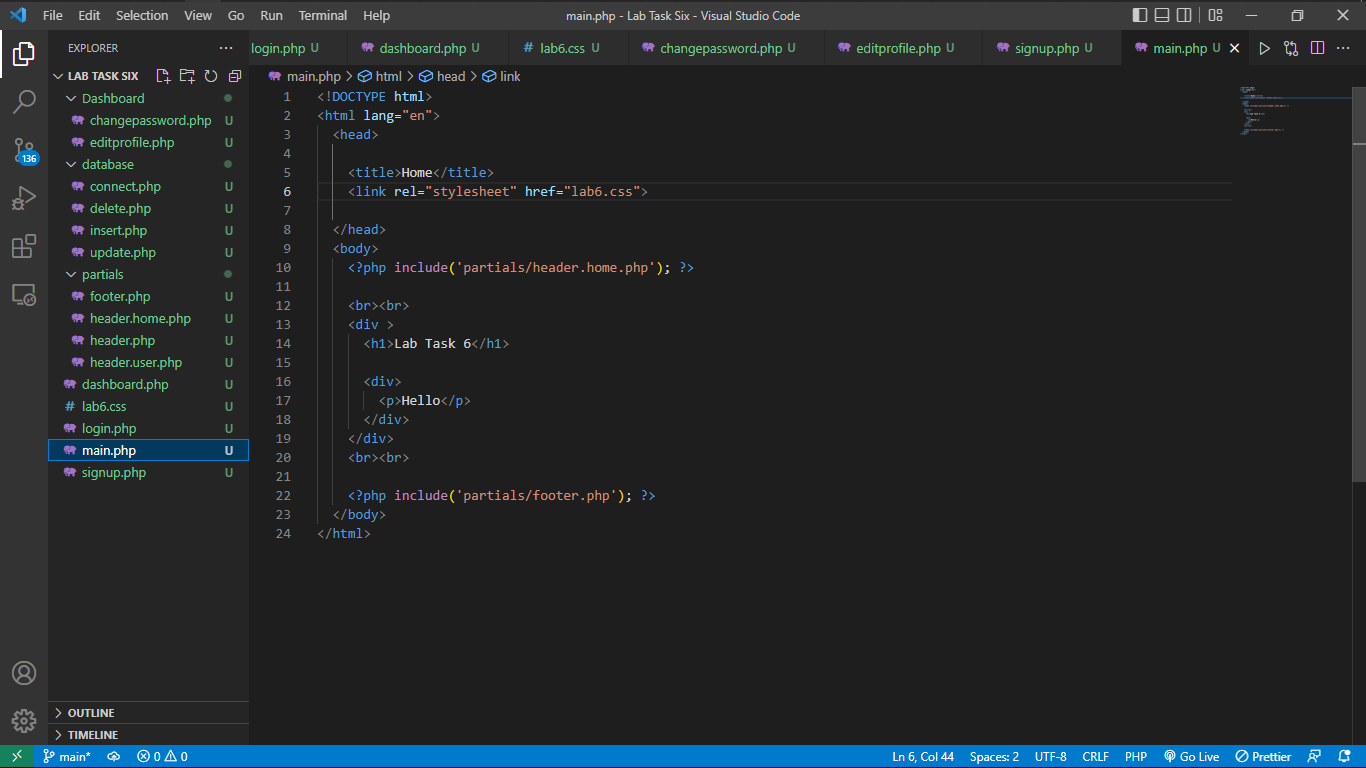 File Edit Selection View Go Run Terminal Help
main.php - Lab Task Six - Visual Studio Code
EXPLORER
login.php U dashboard.php U # lab6.css U changepassword.php U editprofile.php U signup.php U main.php U
LAB TASK SIX
main.php > html > head > link
Dashboard
changepassword.php U
editprofile.php U
database
connect.php U
delete.php U
insert.php U
update.php U
partials
footer.php U
header.home.php U
header.php U
header.user.php U
dashboard.php U
# lab6.css U
login.php U
main.php U
signup.php U
136
OUTLINE
TIMELINE
1 <!DOCTYPE html>
2 <html lang="en">
3 <head>
4
5 <title>Home</title>
6 <link rel="stylesheet" href="lab6.css">
7
8 </head>
9 <body>
10 <?php include('partials/header.home.php'); ?>
11
12 <br><br>
13 <div >
14 <h1>Lab Task 6</h1>
15
16 <div>
17 <p>Hello</p>
18 </div>
19 </div>
20 <br><br>
21
22 <?php include('partials/footer.php'); ?>
23 </body>
24 </html>
main* 0 0 Ln 6, Col 44 Spaces: 2 UTF-8 CRLF PHP Go Live Prettier